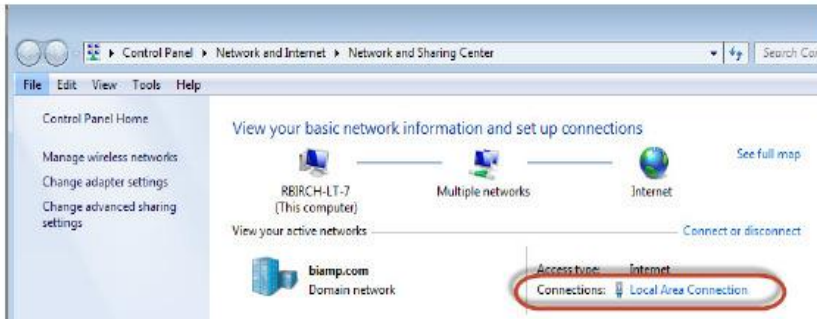 ▸ Control Panel ▸ Network and Internet ▸ Network and Sharing Center
Search Co
File Edit View Tools Help
Control Panel Home
Manage wireless networks
Change adapter settings
Change advanced sharing
settings
View your basic network information and set up connections
See full map
RBIRCH-LT-7
(This computer)
Multiple networks
Internet
View your active networks
Connect or disconnect
biamp.com
Domain network
Access type: Internet
Connections: Local Area Connection